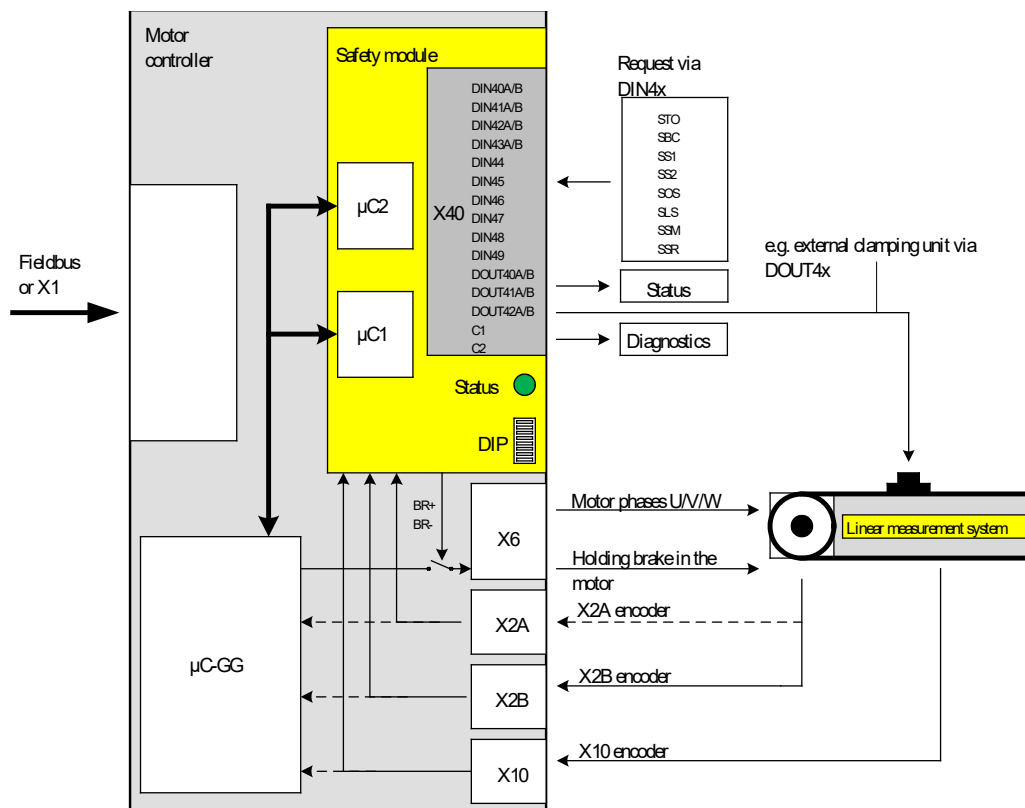 Motor
controller
Safety module
Request via
DIN4x
DIN40A/B
DIN41A/B
DIN42A/B
DIN43A/B
DIN44
DIN45
DIN46
DIN47
DIN48
DIN49
DOUT40A/B
DOUT41A/B
DOUT42A/B
C1
C2
X40
STO
SBC
SS1
SS2
SOS
SLS
SSM
SSR
µC2
µC1
Fieldbus
or X1
e.g. external clamping unit via
DOUT4x
Status
Diagnostics
Status
DIP
BR+
BR-
X6
Motor phases U/V/W
Holding brake in the
motor
Linear measurement system
X2A encoder
X2A
µC-GG
X2B encoder
X2B
X10 encoder
X10